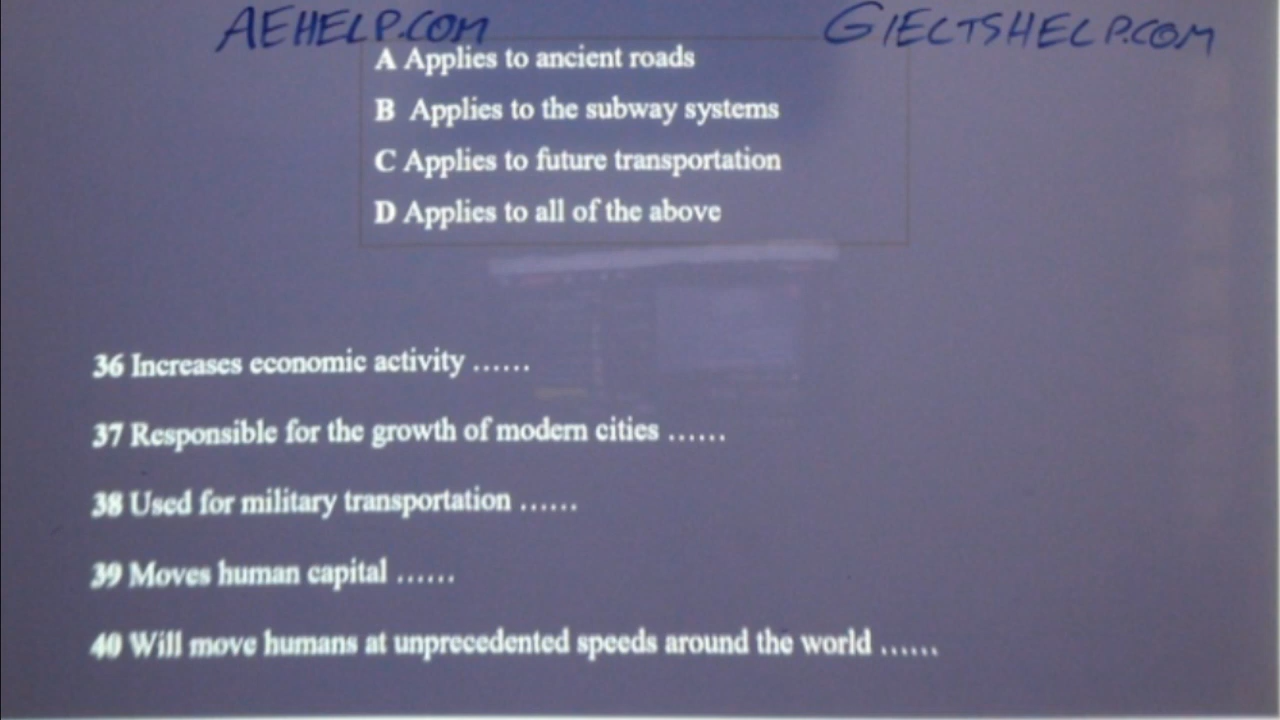 AEHELP.COM GIELTSHELP.COM
A Applies to ancient roads
B Applies to the subway systems
C Applies to future transportation
D Applies to all of the above
36 Increases economic activity ......
37 Responsible for the growth of modern cities ......
38 Used for military transportation ......
39 Moves human capital ......
40 Will move humans at unprecedented speeds around the world ......